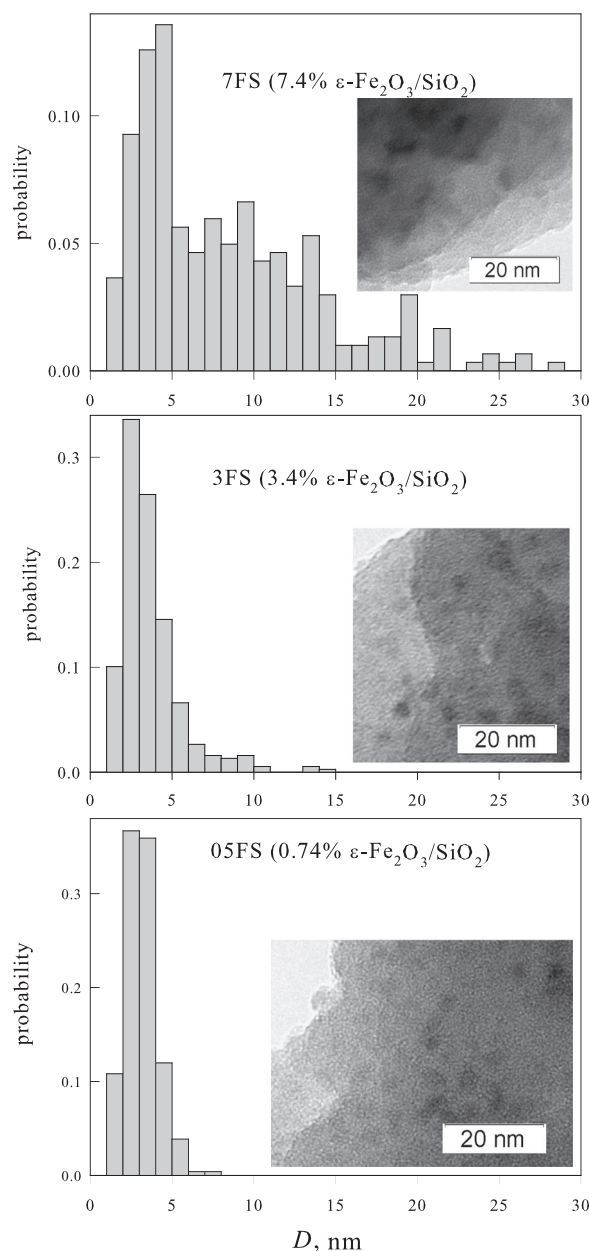 7FS (7.4% ε-Fe₂O₃/SiO₂)
0.10
probability
0.05
20 nm
0.00
0 5 10 15 20 25 30
3FS (3.4% ε-Fe₂O₃/SiO₂)
0.3
probability
0.2
0.1
20 nm
0.0
0 5 10 15 20 25 30
05FS (0.74% ε-Fe₂O₃/SiO₂)
0.3
probability
0.2
0.1
20 nm
0.0
0 5 10 15 20 25 30
D, nm